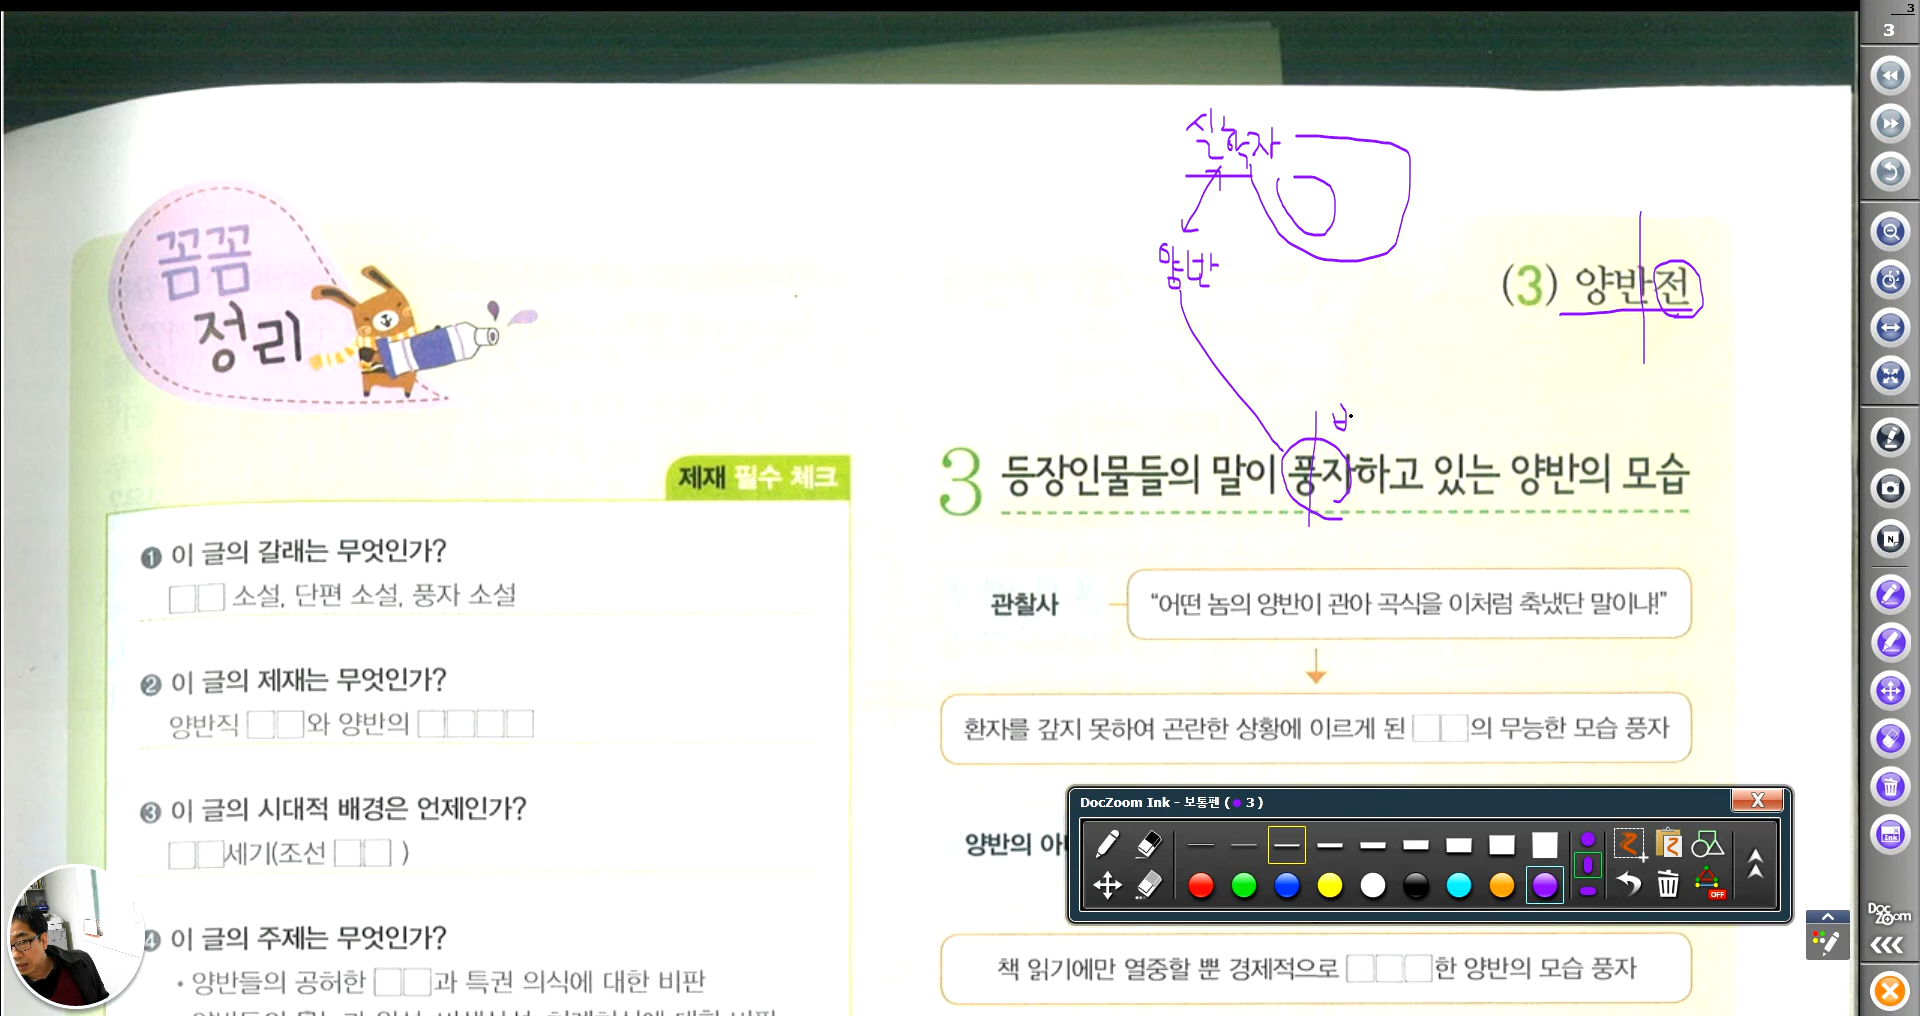 3
3
실학자
양반
꼼꼼
정리
(3) 양반전
제재 필수 체크
3 등장인물들의 말이 풍자하고 있는 양반의 모습
1 이 글의 갈래는 무엇인가?
□□ 소설, 단편 소설, 풍자 소설
관찰사
“어떤 놈의 양반이 관아 곡식을 이처럼 축냈단 말이냐!”
2 이 글의 제재는 무엇인가?
양반직 □□와 양반의 □□□□
환자를 갚지 못하여 곤란한 상황에 이르게 된 □□의 무능한 모습 풍자
3 이 글의 시대적 배경은 언제인가?
□□세기(조선 □□ )
양반의 아
DocZoom Ink - 보통펜 ( 3 )
OFF
4 이 글의 주제는 무엇인가?
• 양반들의 공허한 □□과 특권 의식에 대한 비판
책 읽기에만 열중할 뿐 경제적으로 □□□한 양반의 모습 풍자
N
Ink
Doc
Zoom